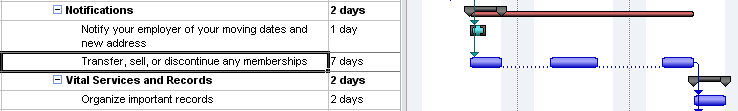 Notifications 2 days
Notify your employer of your moving dates and 1 day
new address
Transfer, sell, or discontinue any memberships 7 days
Vital Services and Records 2 days
Organize important records 2 days